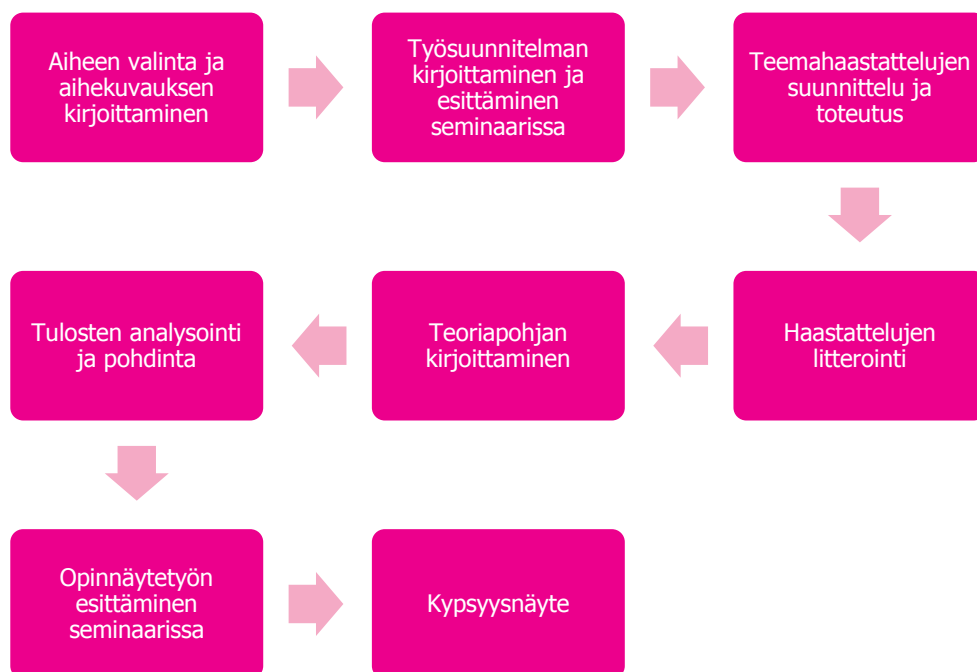 Aiheen valinta ja
aihekuvauksen
kirjoittaminen
Työsuunnitelman
kirjoittaminen ja
esittäminen
seminaarissa
Teemahaastattelujen
suunnittelu ja
toteutus
Haastattelujen
litterointi
Teoriapohjan
kirjoittaminen
Tulosten analysointi
ja pohdinta
Opinnäytetyön
esittäminen
seminaarissa
Kypsyysnäyte